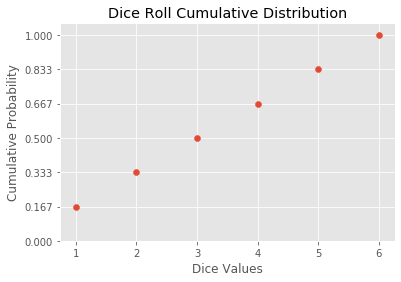 Dice Roll Cumulative Distribution
Cumulative Probability
1.000
0.833
0.667
0.500
0.333
0.167
0.000
1 2 3 4 5 6
Dice Values